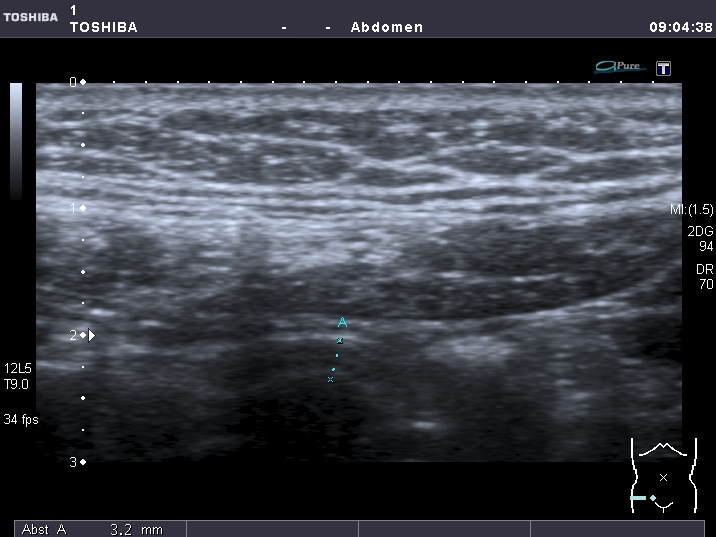 TOSHIBA
1
TOSHIBA - - Abdomen 09:04:38
aPure T
0
1
MI:(1.5)
2DG
94
DR
70
A
2
12L5
T9.0
34 fps
3
Abst A 3.2 mm